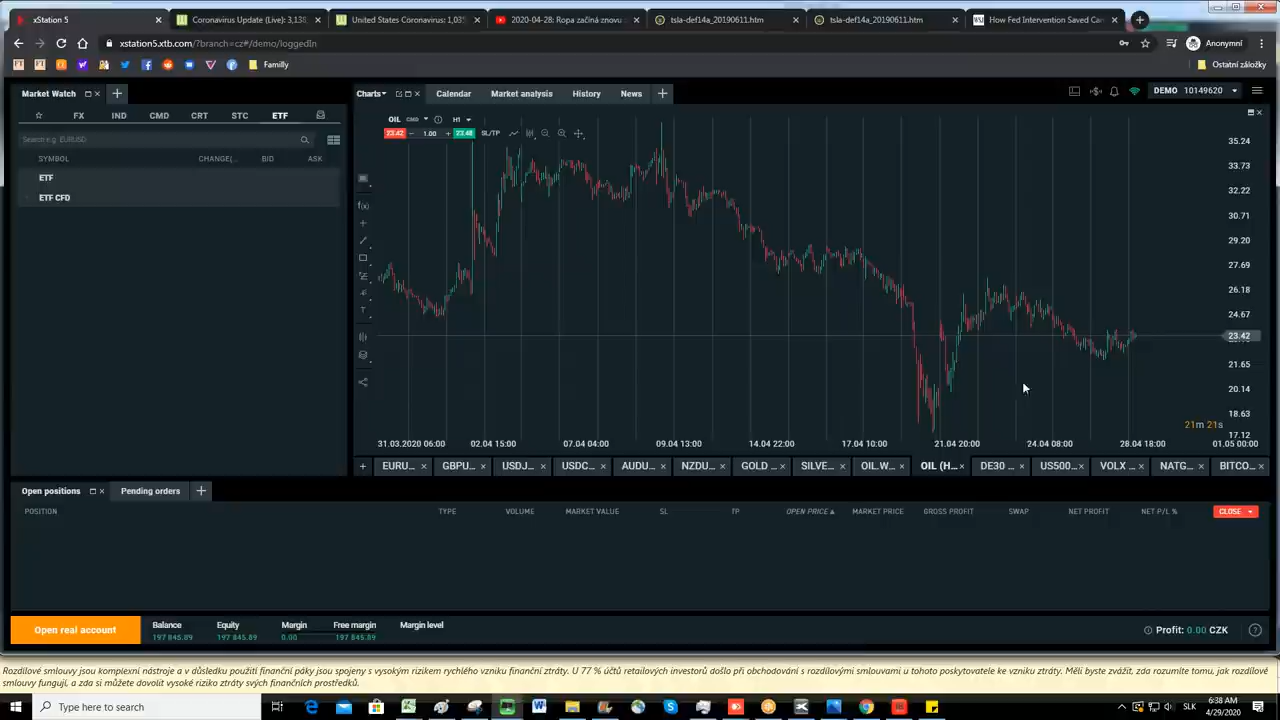 xStation 5
Coronavirus Update (Live): 3,138,
United States Coronavirus: 1,035
2020-04-28: Ropa začíná znovu
tsla-def14a_20190611.htm
tsla-def14a_20190611.htm
How Fed Intervention Saved Car
xstation5.xtb.com/?branch=cz#/demo/loggedIn
Anonymní
Familly
Ostatní záložky
Market Watch
Charts
Calendar
Market analysis
History
News
DEMO 10149620
FX IND CMD CRT STC ETF
OIL CMD H1
23.42 1.00 23.48 SL/TP
Search e.g. EURUSD
SYMBOL CHANGE(... BID ASK
ETF
ETF CFD
35.24
33.73
32.22
30.71
29.20
27.69
26.18
24.67
23.42
21.65
20.14
18.63
17.12
21m 21s
31.03.2020 06:00 02.04 15:00 07.04 04:00 09.04 13:00 14.04 22:00 17.04 10:00 21.04 20:00 24.04 08:00 28.04 18:00 01.05 00:00
EURU... GBPU... USDJ... USDC... AUDU... NZDU... GOLD ... SILVE... OIL.W... OIL (H... DE30 ... US500... VOLX ... NATG... BITCO...
Open positions
Pending orders
POSITION TYPE VOLUME MARKET VALUE SL TP OPEN PRICE MARKET PRICE GROSS PROFIT SWAP NET PROFIT NET P/L % CLOSE
Open real account
Balance Equity Margin Free margin Margin level
197 845.89 197 845.89 0.00 197 845.89
Profit: 0.00 CZK
Rozdílové smlouvy jsou komplexní nástroje a v důsledku použití finanční páky jsou spojeny s vysokým rizikem rychlého vzniku finanční ztráty. U 77 % účtů retailových investorů došlo při obchodování s rozdílovými smlouvami u tohoto poskytovatele ke vzniku ztráty. Měli byste zvážit, zda rozumíte tomu, jak rozdílové
smlouvy fungují, a zda si můžete dovolit vysoké riziko ztráty svých finančních prostředků.
Type here to search
SLK
6:38 AM
4/29/2020